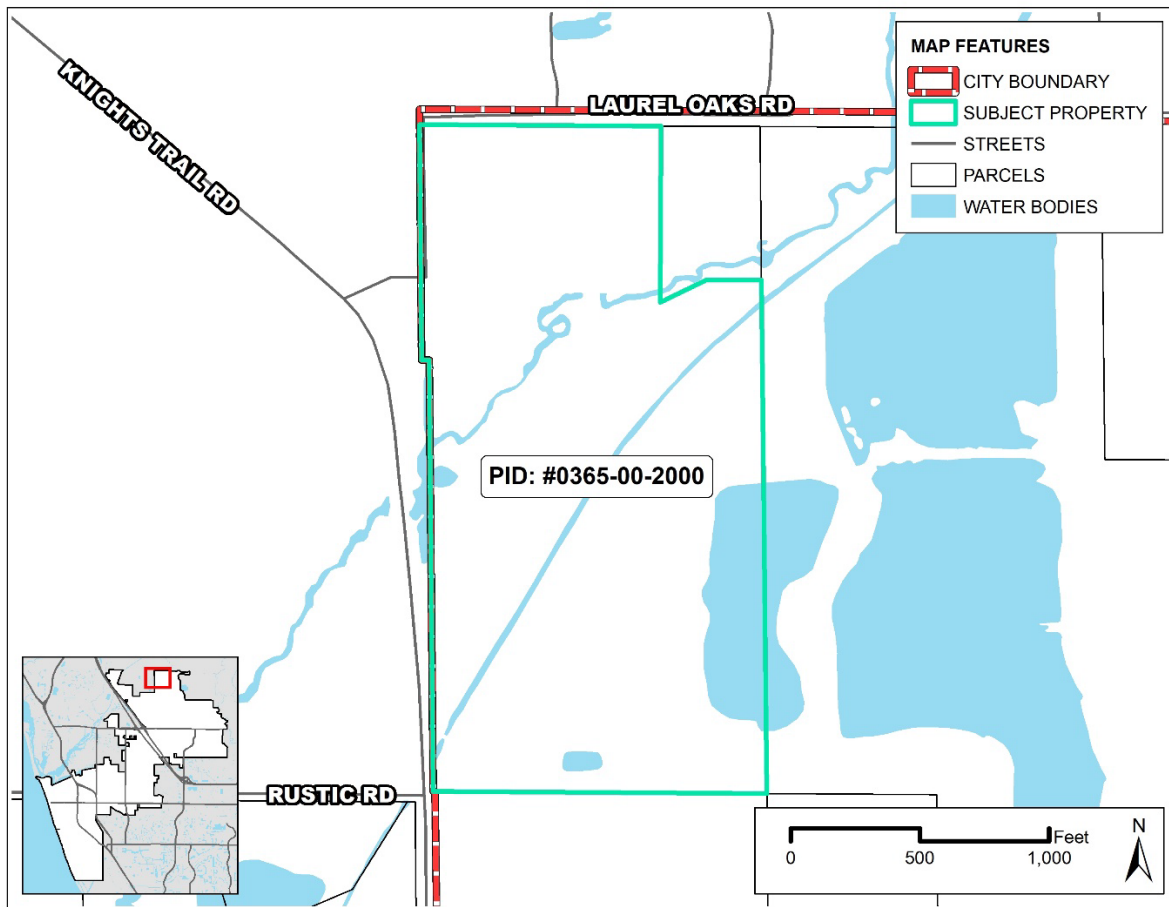 KNIGHTS TRAIL RD
LAUREL OAKS RD
MAP FEATURES
CITY BOUNDARY
SUBJECT PROPERTY
STREETS
PARCELS
WATER BODIES
PID: #0365-00-2000
RUSTIC RD
Feet
0 500 1,000
N